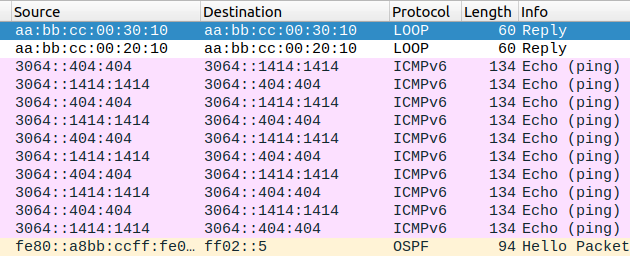 Source Destination Protocol Length Info
aa:bb:cc:00:30:10 aa:bb:cc:00:30:10 LOOP 60 Reply
aa:bb:cc:00:20:10 aa:bb:cc:00:20:10 LOOP 60 Reply
3064::404:404 3064::1414:1414 ICMPv6 134 Echo (ping)
3064::1414:1414 3064::404:404 ICMPv6 134 Echo (ping)
3064::404:404 3064::1414:1414 ICMPv6 134 Echo (ping)
3064::1414:1414 3064::404:404 ICMPv6 134 Echo (ping)
3064::404:404 3064::1414:1414 ICMPv6 134 Echo (ping)
3064::1414:1414 3064::404:404 ICMPv6 134 Echo (ping)
3064::404:404 3064::1414:1414 ICMPv6 134 Echo (ping)
3064::1414:1414 3064::404:404 ICMPv6 134 Echo (ping)
3064::404:404 3064::1414:1414 ICMPv6 134 Echo (ping)
3064::1414:1414 3064::404:404 ICMPv6 134 Echo (ping)
fe80::a8bb:ccff:fe0… ff02::5 OSPF 94 Hello Packet